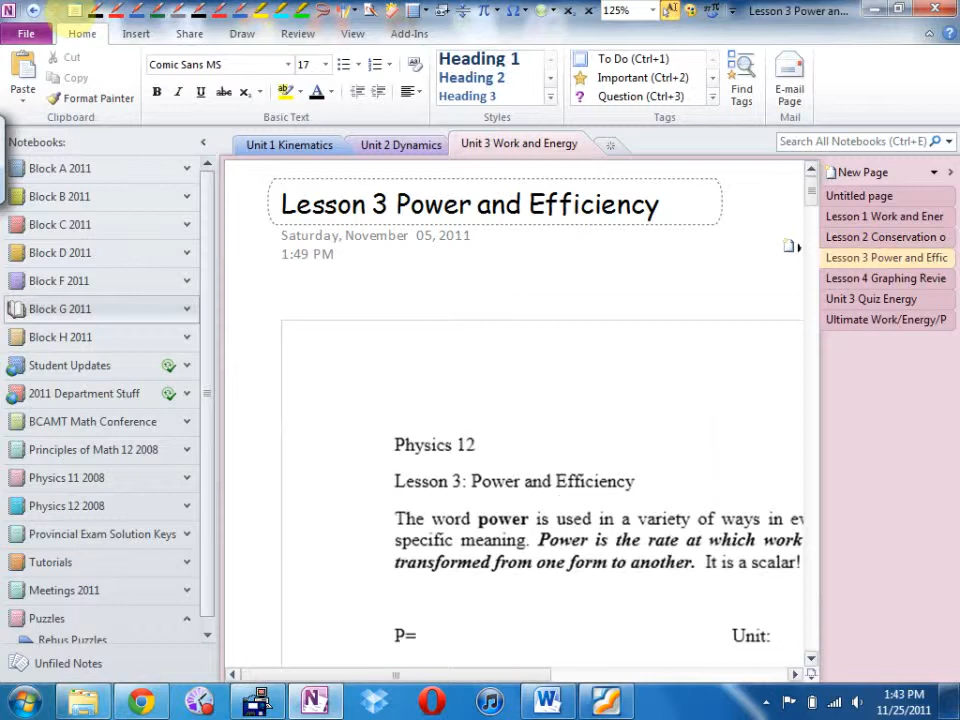 125%
Lesson 3 Power an...
File
Home
Insert
Share
Draw
Review
View
Add-Ins
Paste
Cut
Copy
Format Painter
Clipboard
Comic Sans MS
17
B I U abc x₂
A
Basic Text
Heading 1
Heading 2
Heading 3
Styles
To Do (Ctrl+1)
Important (Ctrl+2)
Question (Ctrl+3)
Tags
Find
Tags
E-mail
Page
Mail
Notebooks:
Block A 2011
Block B 2011
Block C 2011
Block D 2011
Block F 2011
Block G 2011
Block H 2011
Student Updates
2011 Department Stuff
BCAMT Math Conference
Principles of Math 12 2008
Physics 11 2008
Physics 12 2008
Provincial Exam Solution Keys
Tutorials
Meetings 2011
Puzzles
Rebus Puzzles
Unfiled Notes
Unit 1 Kinematics
Unit 2 Dynamics
Unit 3 Work and Energy
Search All Notebooks (Ctrl+E)
Lesson 3 Power and Efficiency
Saturday, November 05, 2011
1:49 PM
Physics 12
Lesson 3: Power and Efficiency
The word power is used in a variety of ways in ev
specific meaning. Power is the rate at which work
transformed from one form to another. It is a scalar!
P=
Unit:
New Page
Untitled page
Lesson 1 Work and Ener
Lesson 2 Conservation o
Lesson 3 Power and Effic
Lesson 4 Graphing Revie
Unit 3 Quiz Energy
Ultimate Work/Energy/P
1:43 PM
11/25/2011